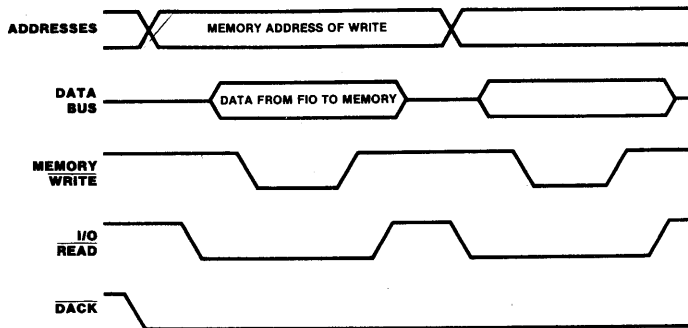 ADDRESSES
MEMORY ADDRESS OF WRITE
DATA
BUS
DATA FROM FIO TO MEMORY
MEMORY
WRITE
I/O
READ
DACK